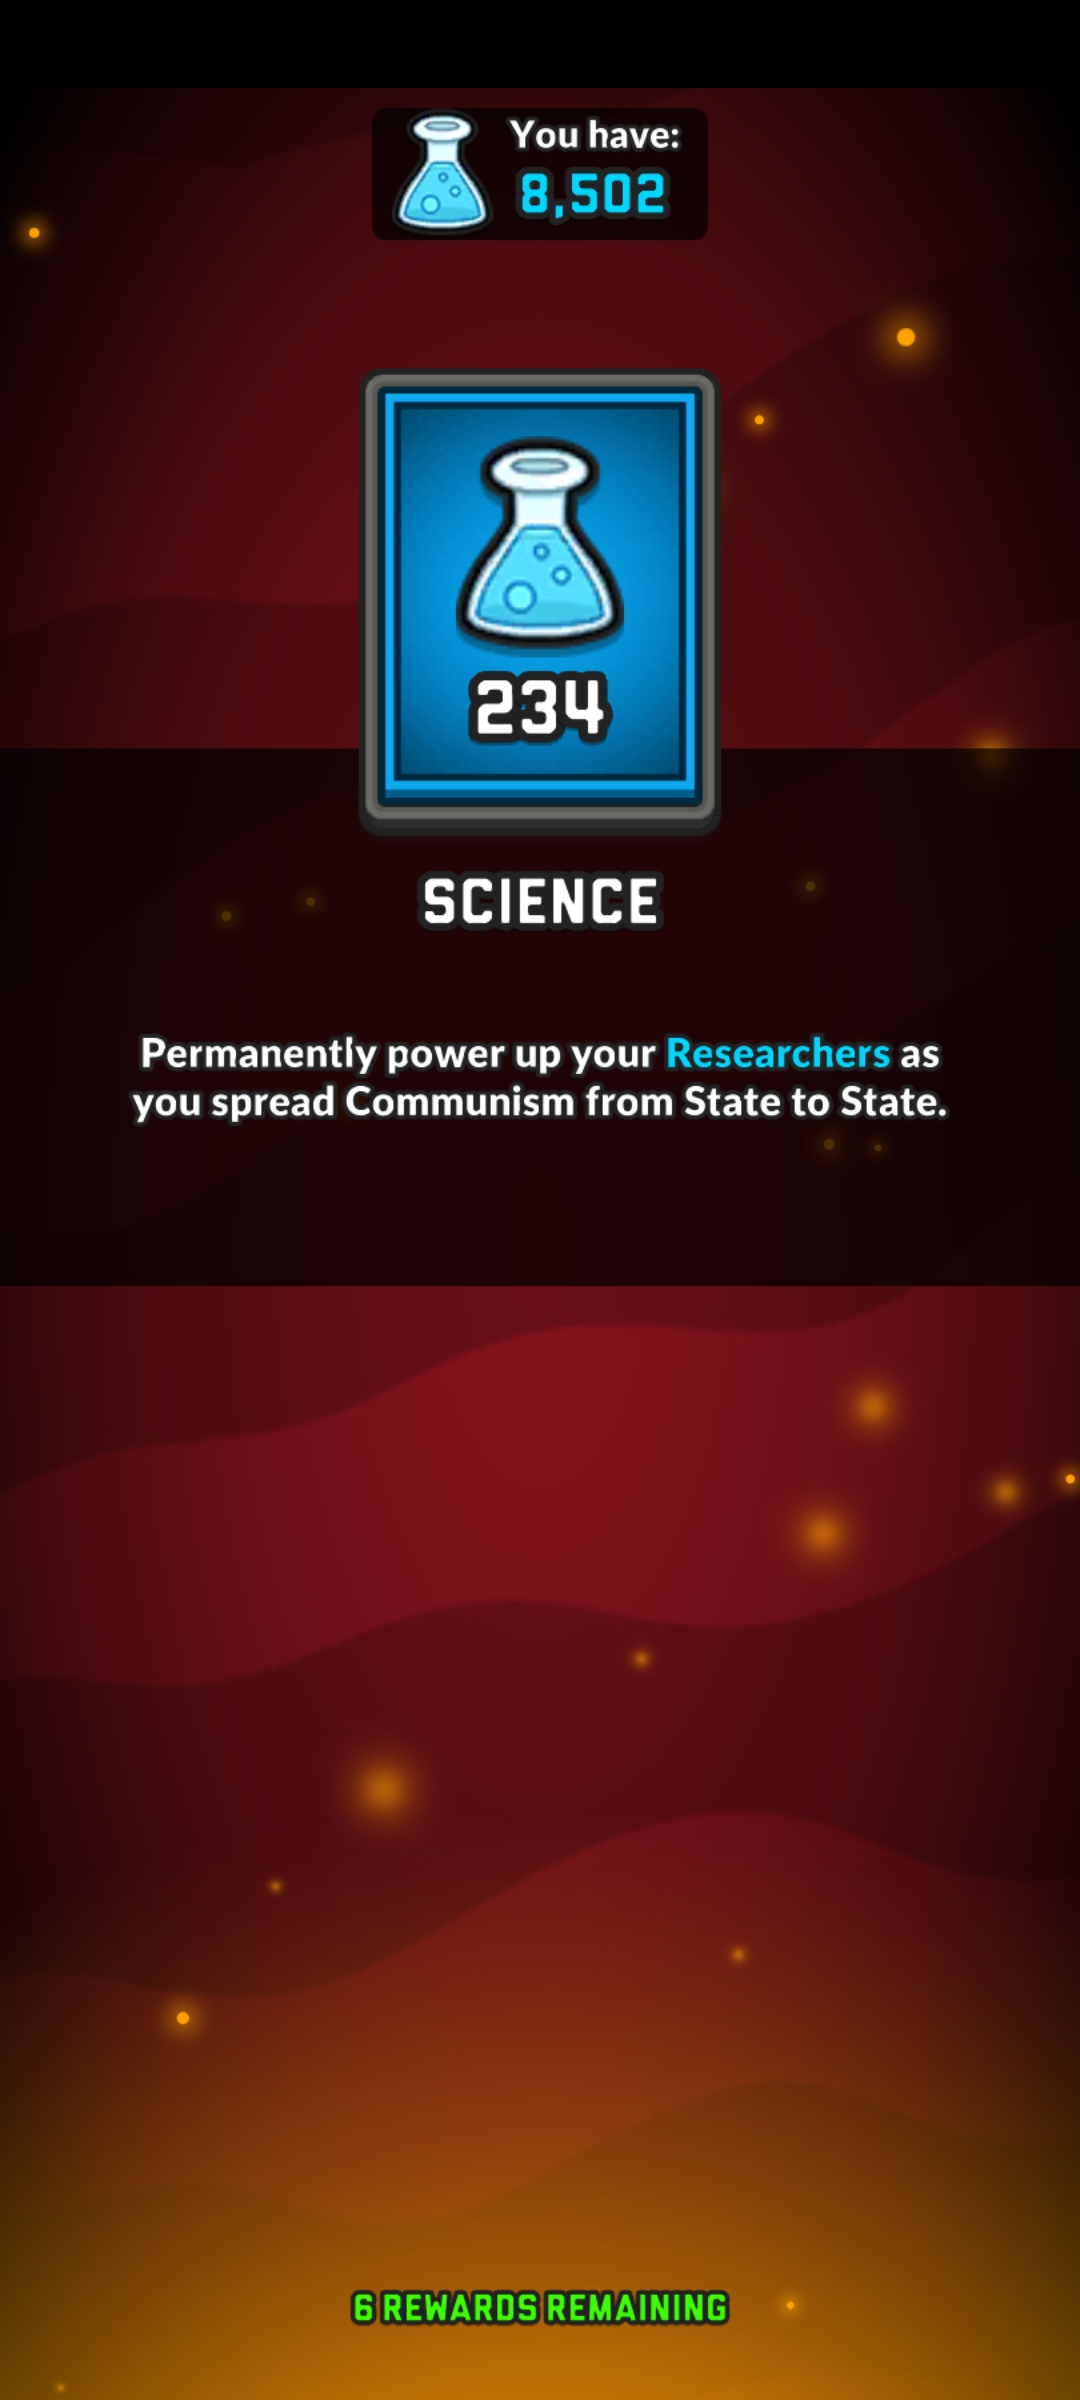 You have:
8,502
234
SCIENCE
Permanently power up your Researchers as
you spread Communism from State to State.
6 REWARDS REMAINING